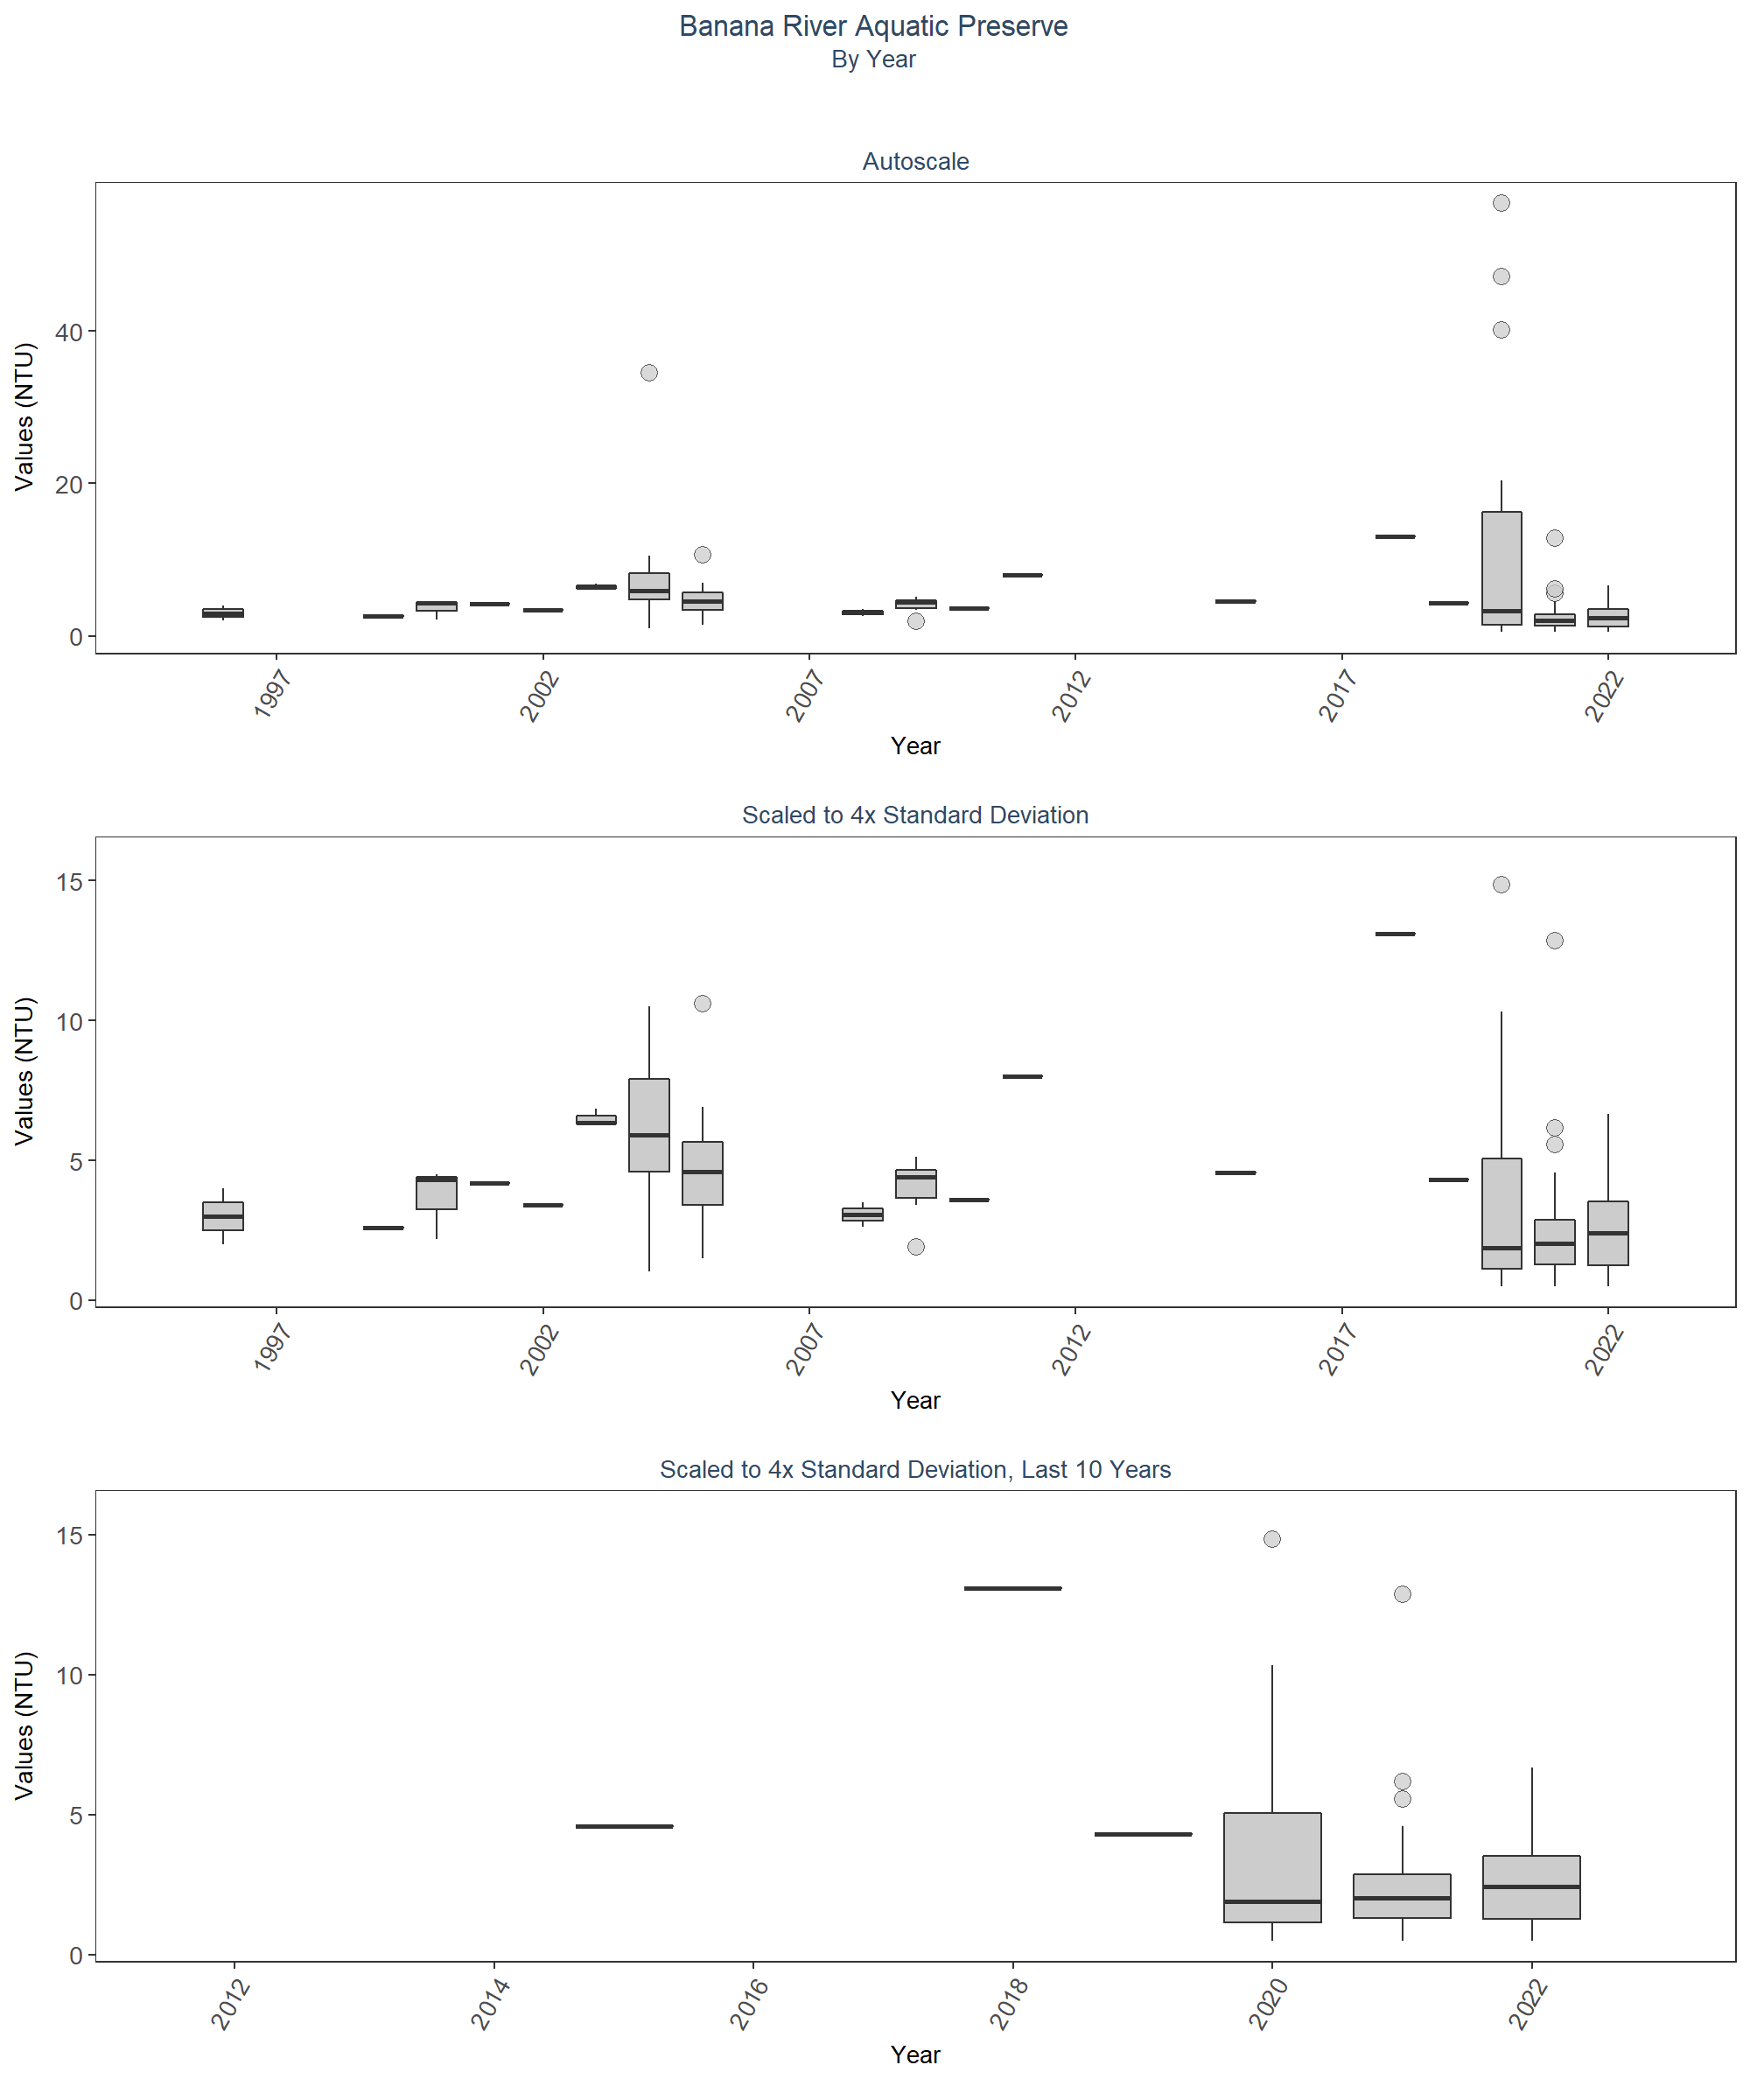 Banana River Aquatic Preserve
By Year
Autoscale
Values (NTU)
40
20
0
1997 2002 2007 2012 2017 2022
Year
Scaled to 4x Standard Deviation
Values (NTU)
15
10
5
0
1997 2002 2007 2012 2017 2022
Year
Scaled to 4x Standard Deviation, Last 10 Years
Values (NTU)
15
10
5
0
2012 2014 2016 2018 2020 2022
Year